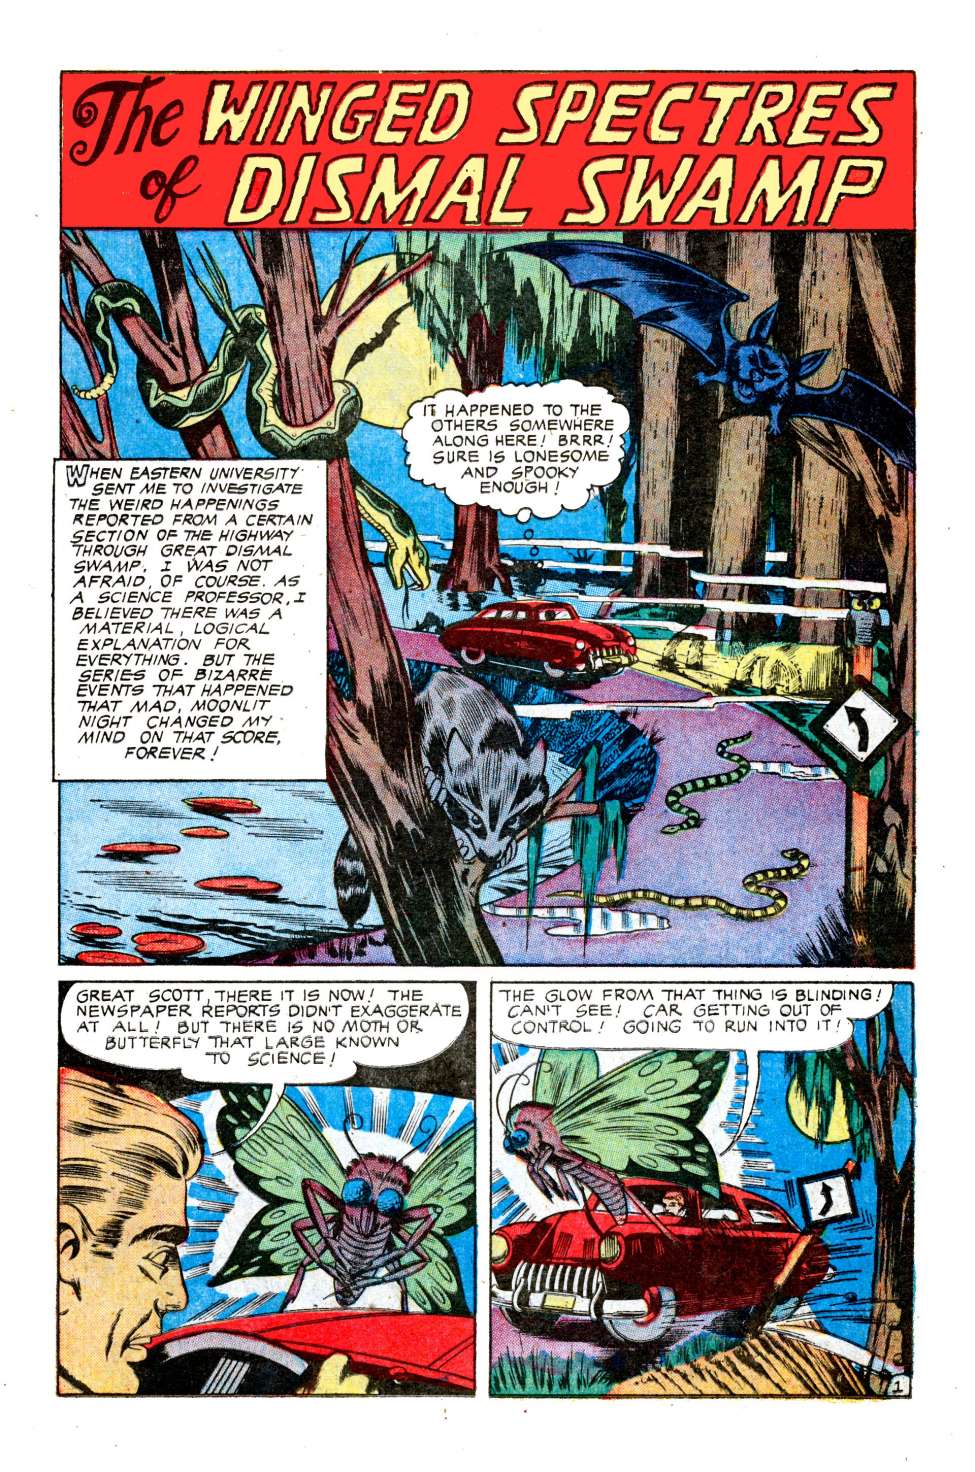 The WINGED SPECTRES
of DISMAL SWAMP
IT HAPPENED TO THE
OTHERS SOMEWHERE
ALONG HERE! BRRR!
SURE IS LONESOME
AND SPOOKY
ENOUGH!
WHEN EASTERN UNIVERSITY
SENT ME TO INVESTIGATE
THE WEIRD HAPPENINGS
REPORTED FROM A CERTAIN
SECTION OF THE HIGHWAY
THROUGH GREAT DISMAL
SWAMP, I WAS NOT
AFRAID, OF COURSE. AS
A SCIENCE PROFESSOR, I
BELIEVED THERE WAS A
MATERIAL, LOGICAL
EXPLANATION FOR
EVERYTHING. BUT THE
SERIES OF BIZARRE
EVENTS THAT HAPPENED
THAT MAD, MOONLIT
NIGHT CHANGED MY
MIND ON THAT SCORE,
FOREVER!
GREAT SCOTT, THERE IT IS NOW! THE
NEWSPAPER REPORTS DIDN'T EXAGGERATE
AT ALL! BUT THERE IS NO MOTH OR
BUTTERFLY THAT LARGE KNOWN
TO SCIENCE!
THE GLOW FROM THAT THING IS BLINDING!
CAN'T SEE! CAR GETTING OUT OF
CONTROL! GOING TO RUN INTO IT!
1